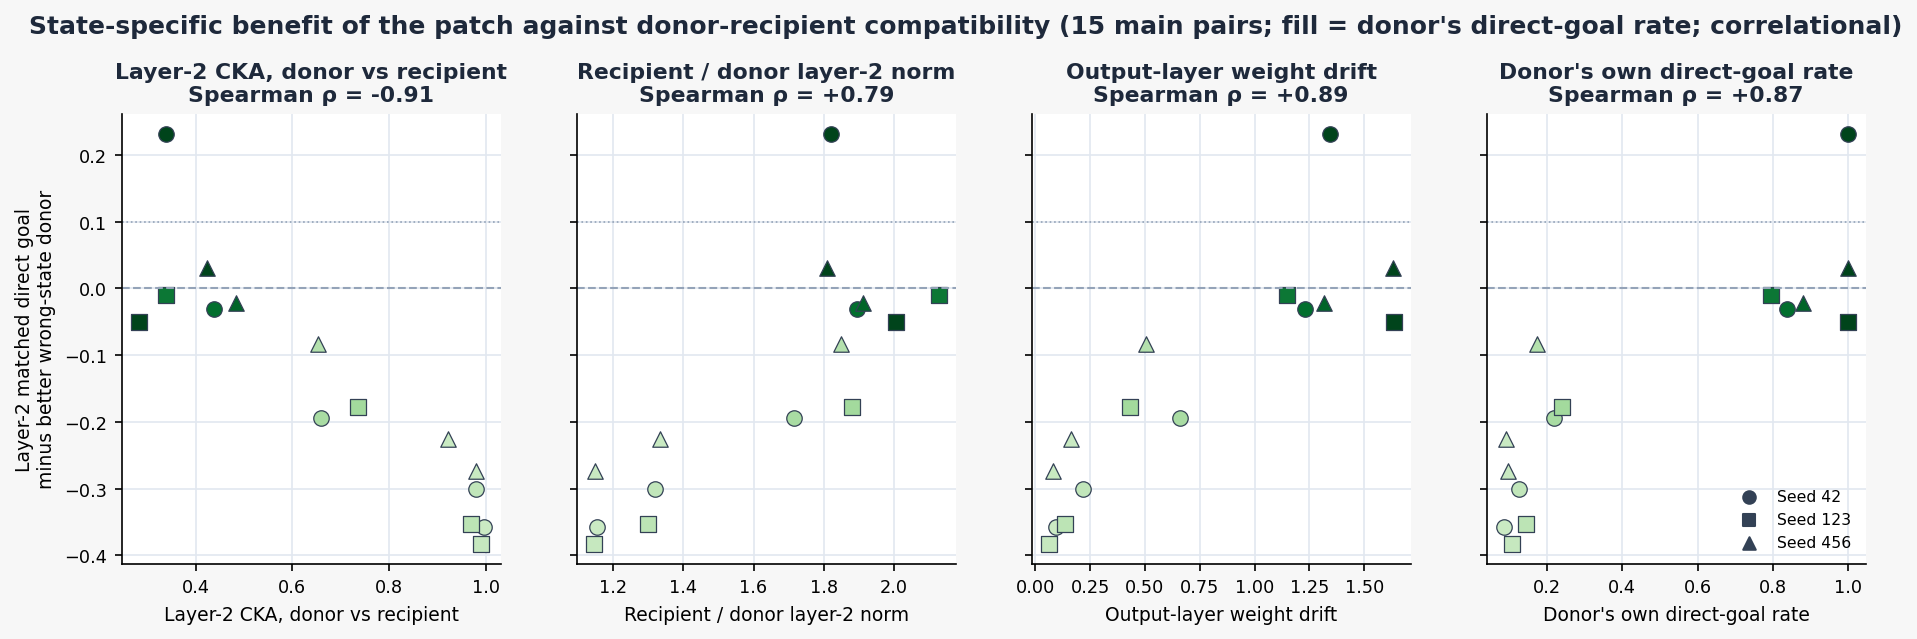 State-specific benefit of the patch against donor-recipient compatibility (15 main pairs; fill = donor's direct-goal rate; correlational)
Layer-2 CKA, donor vs recipient
Spearman ρ = -0.91
Recipient / donor layer-2 norm
Spearman ρ = +0.79
Output-layer weight drift
Spearman ρ = +0.89
Donor's own direct-goal rate
Spearman ρ = +0.87
Layer-2 matched direct goal
minus better wrong-state donor
0.2
0.1
0.0
−0.1
−0.2
−0.3
−0.4
0.4 0.6 0.8 1.0
Layer-2 CKA, donor vs recipient
1.2 1.4 1.6 1.8 2.0
Recipient / donor layer-2 norm
0.00 0.25 0.50 0.75 1.00 1.25 1.50
Output-layer weight drift
Seed 42
Seed 123
Seed 456
0.2 0.4 0.6 0.8 1.0
Donor's own direct-goal rate